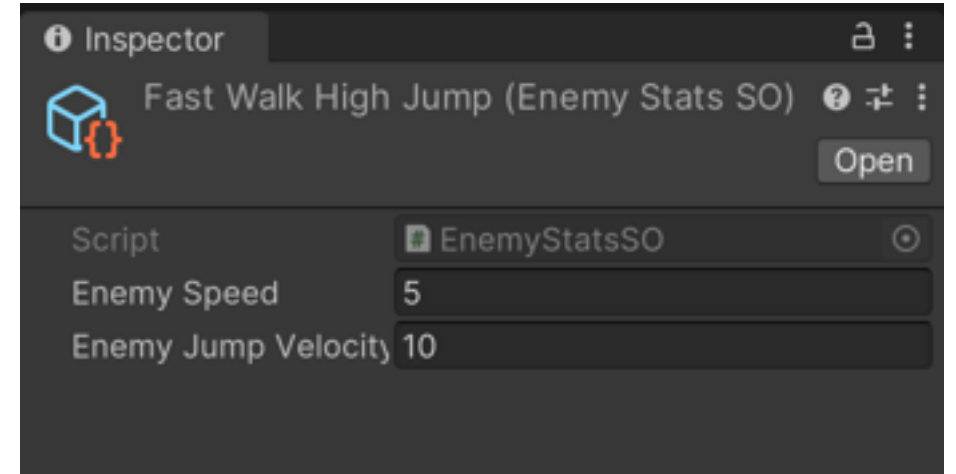 Inspector
Fast Walk High Jump (Enemy Stats SO)
Open
Script EnemyStatsSO
Enemy Speed 5
Enemy Jump Velocity 10